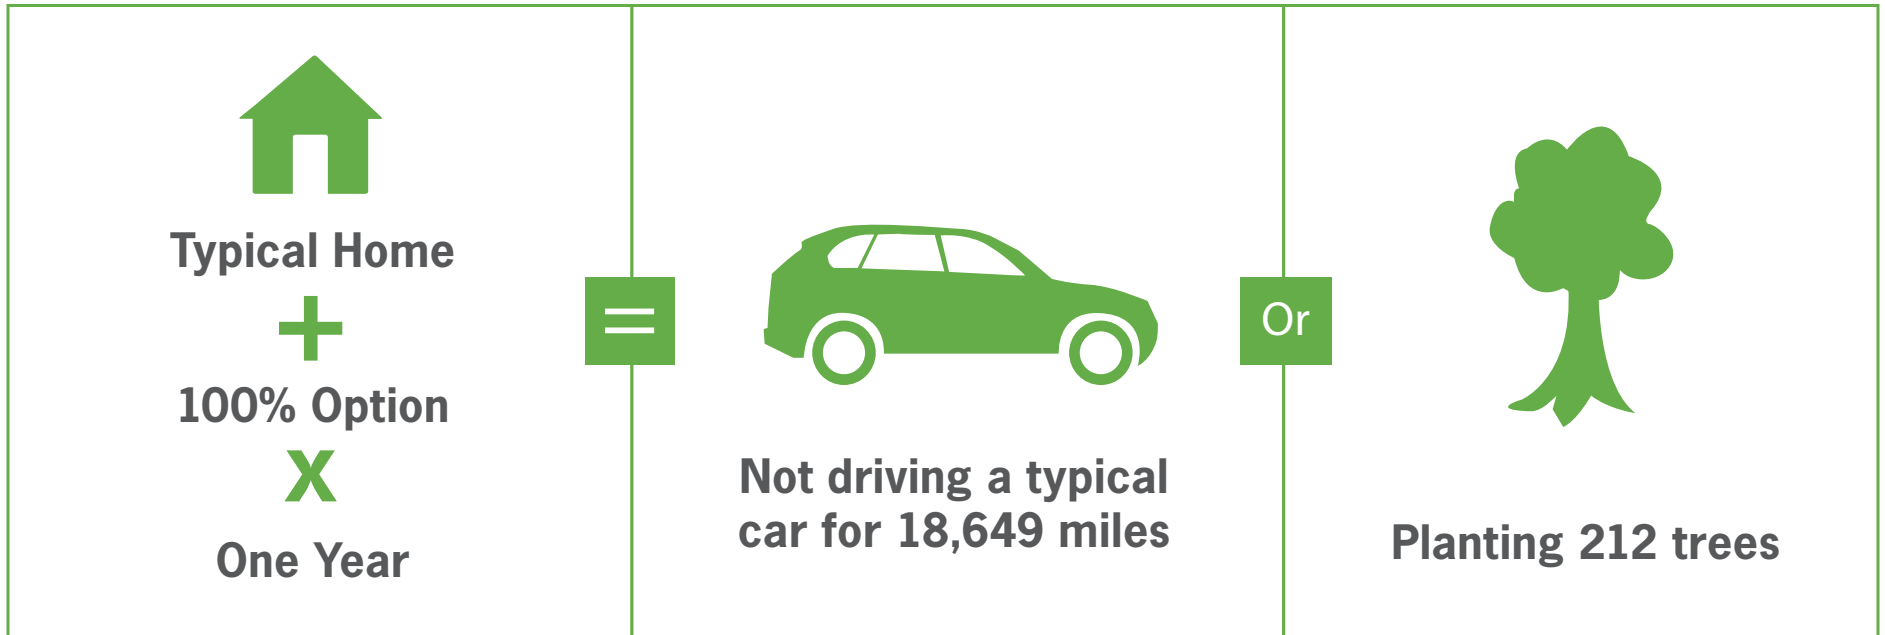 Typical Home
+
100% Option
X
One Year
=
Not driving a typical
car for 18,649 miles
Or
Planting 212 trees